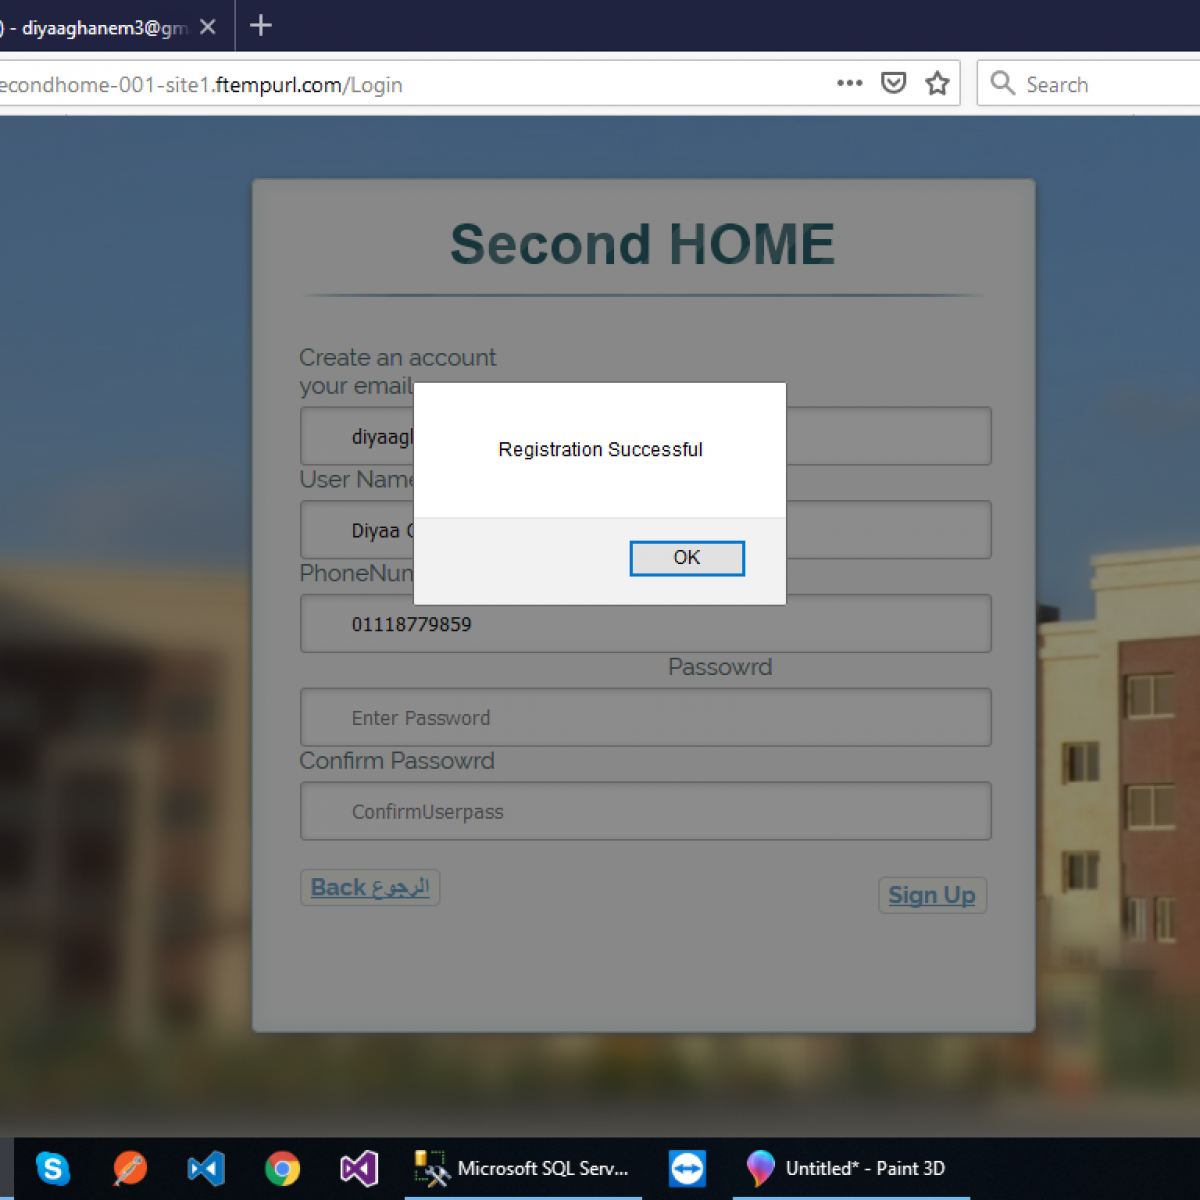 ) - diyaaghanem3@gm
econdhome-001-site1.ftempurl.com/Login
Search
Second HOME
Create an account
your email
diyaagh
User Name
Diyaa
PhoneNum
Registration Successful
OK
01118779859
Passowrd
Enter Password
Confirm Passowrd
ConfirmUserpass
Back الرجوع
Sign Up
Microsoft SQL Serv...
Untitled* - Paint 3D